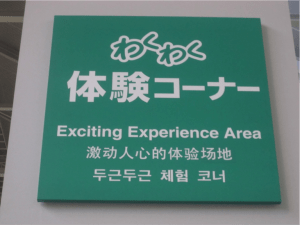 わくわく
体験コーナー
Exciting Experience Area
激动人心的体验场地
두근두근 체험 코너